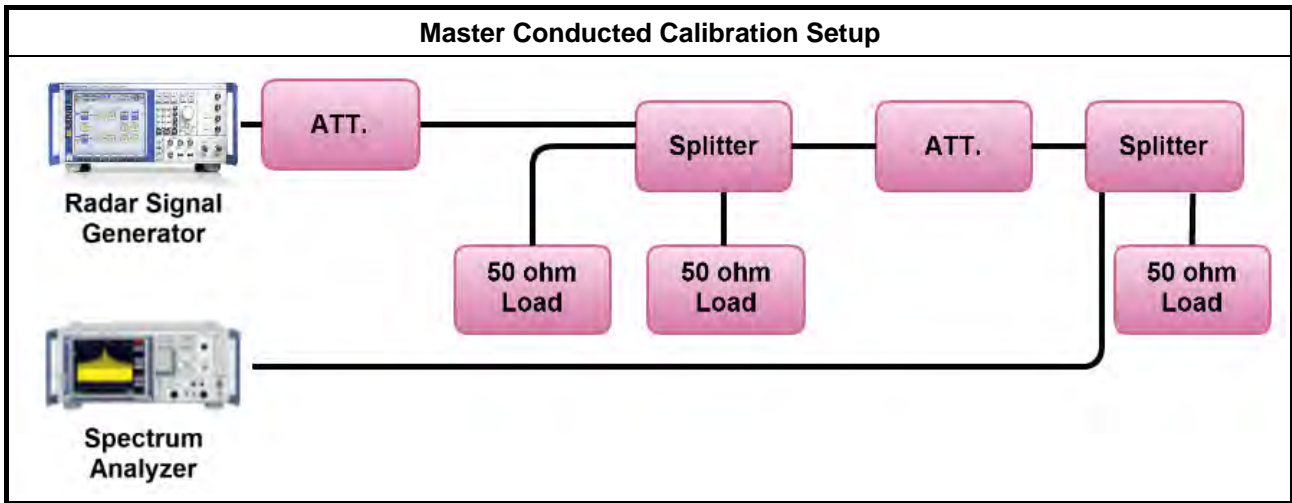 Master Conducted Calibration Setup
ATT.
Splitter
ATT.
Splitter
Radar Signal
Generator
50 ohm
Load
50 ohm
Load
50 ohm
Load
Spectrum
Analyzer